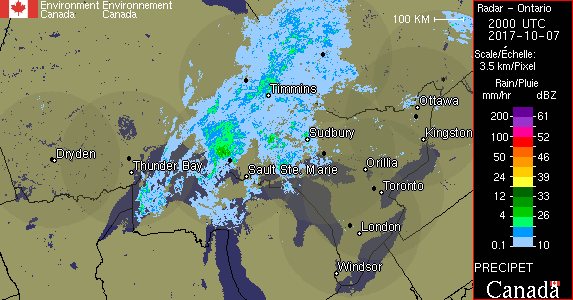 Environment Environnement
Canada Canada
100 KM
Timmins
Ottawa
Sudbury
Kingston
Dryden
Thunder Bay
Sault Ste. Marie
Orillia
Toronto
London
Windsor
Radar - Ontario
2000 UTC
2017-10-07
Scale/Échelle:
3.5 km/Pixel
Rain/Pluie
mm/hr dBZ
200 61
100 52
50 46
24 39
12 33
4 26
0.1 10
PRECIPET
Canada